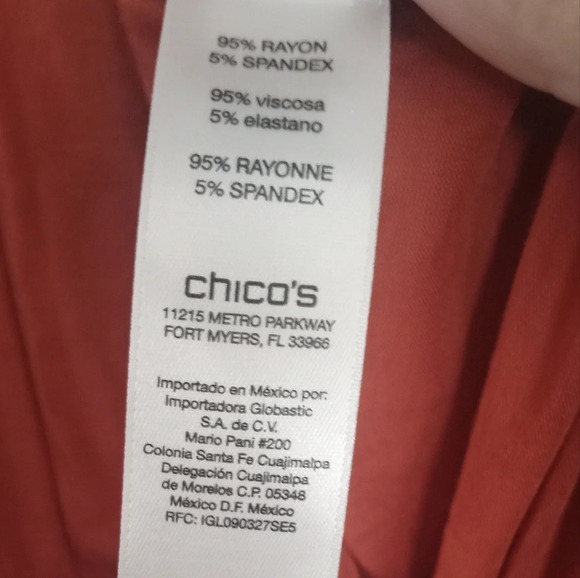 95% RAYON
5% SPANDEX
95% viscosa
5% elastano
95% RAYONNE
5% SPANDEX
chico's
11215 METRO PARKWAY
FORT MYERS, FL 33966
Importado en México por:
Importadora Globastic
S.A. de C.V.
Mario Pani #200
Colonia Santa Fe Cuajimalpa
Delegación Cuajimalpa
de Morelos C.P. 05348
México D.F. México
RFC: IGL090327SE5